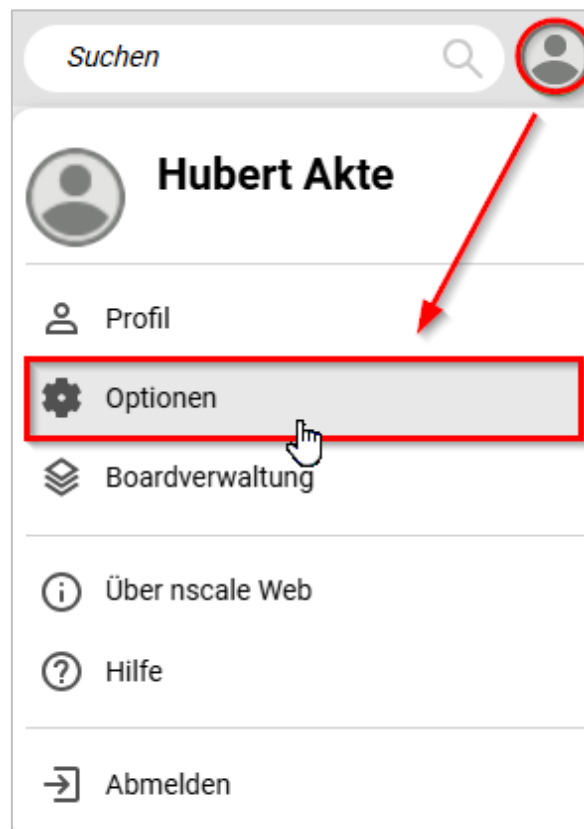 Suchen
Hubert Akte
Profil
Optionen
Boardverwaltung
Über nscale Web
Hilfe
Abmelden